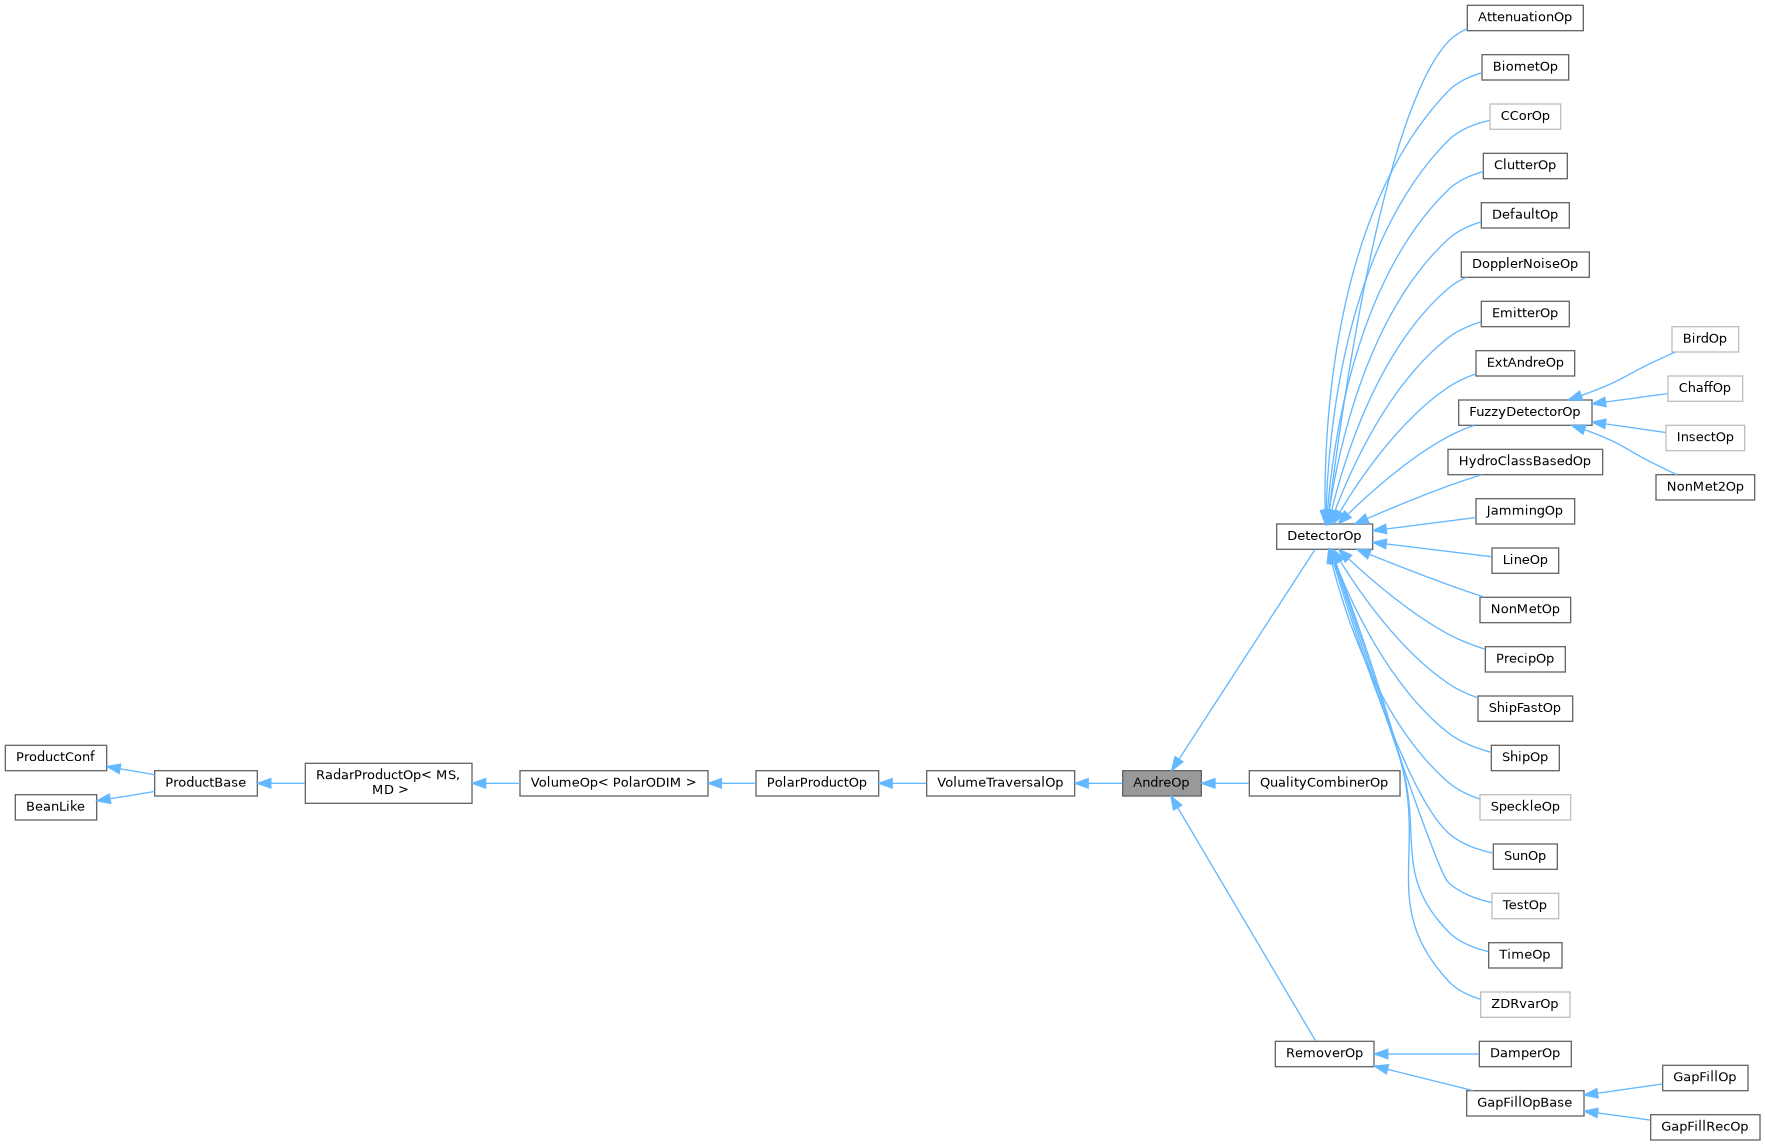 AttenuationOp
BiometOp
CCorOp
ClutterOp
DefaultOp
DopplerNoiseOp
EmitterOp
BirdOp
ExtAndreOp
ChaffOp
FuzzyDetectorOp
InsectOp
HydroClassBasedOp
NonMet2Op
JammingOp
DetectorOp
LineOp
NonMetOp
PrecipOp
ShipFastOp
ProductConf
ShipOp
ProductBase
RadarProductOp< MS,
MD >
VolumeOp< PolarODIM >
PolarProductOp
VolumeTraversalOp
AndreOp
QualityCombinerOp
BeanLike
SpeckleOp
SunOp
TestOp
TimeOp
ZDRvarOp
RemoverOp
DamperOp
GapFillOp
GapFillOpBase
GapFillRecOp